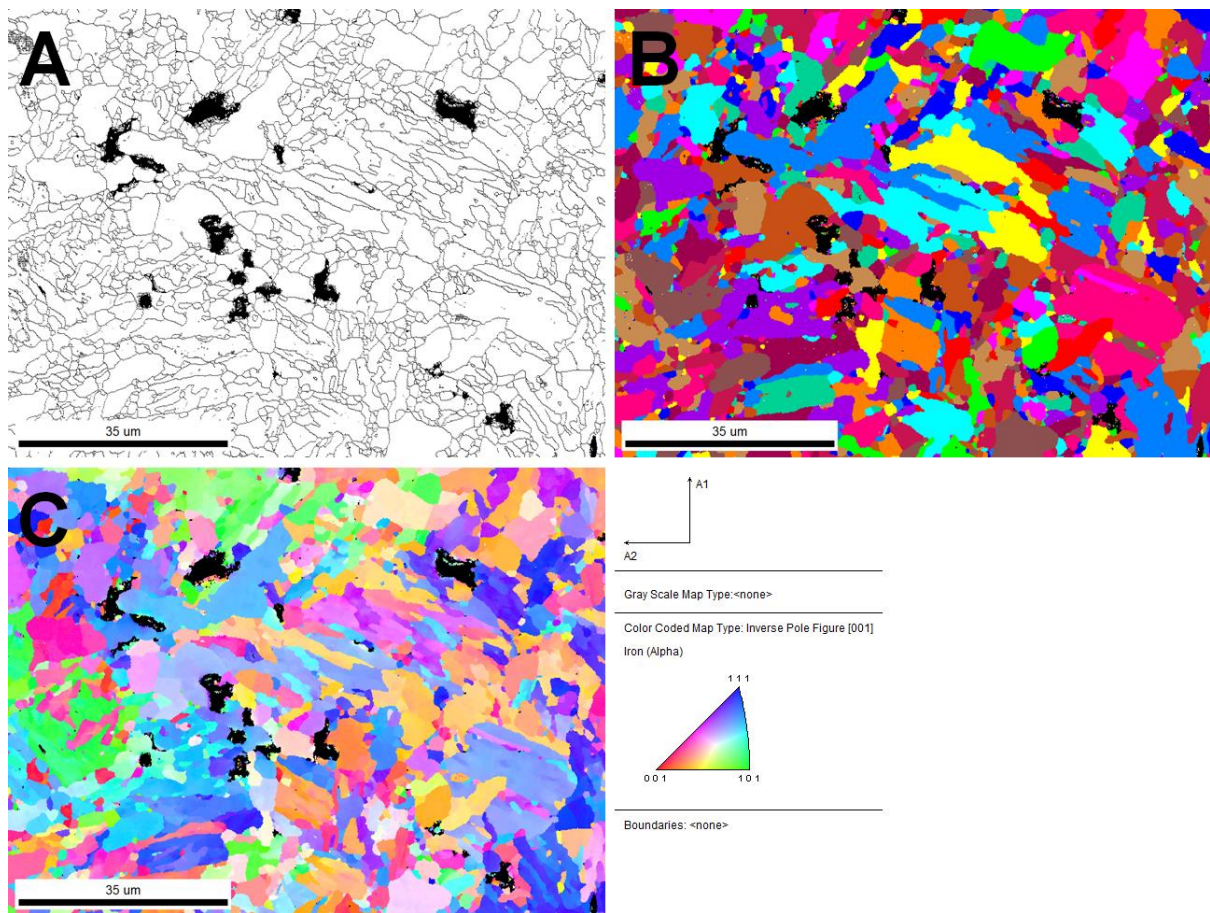 A
B
35 um
35 um
C
A1
A2
Gray Scale Map Type:<none>
Color Coded Map Type: Inverse Pole Figure [001]
Iron (Alpha)
1 1 1
0 0 1
1 0 1
Boundaries: <none>
35 um